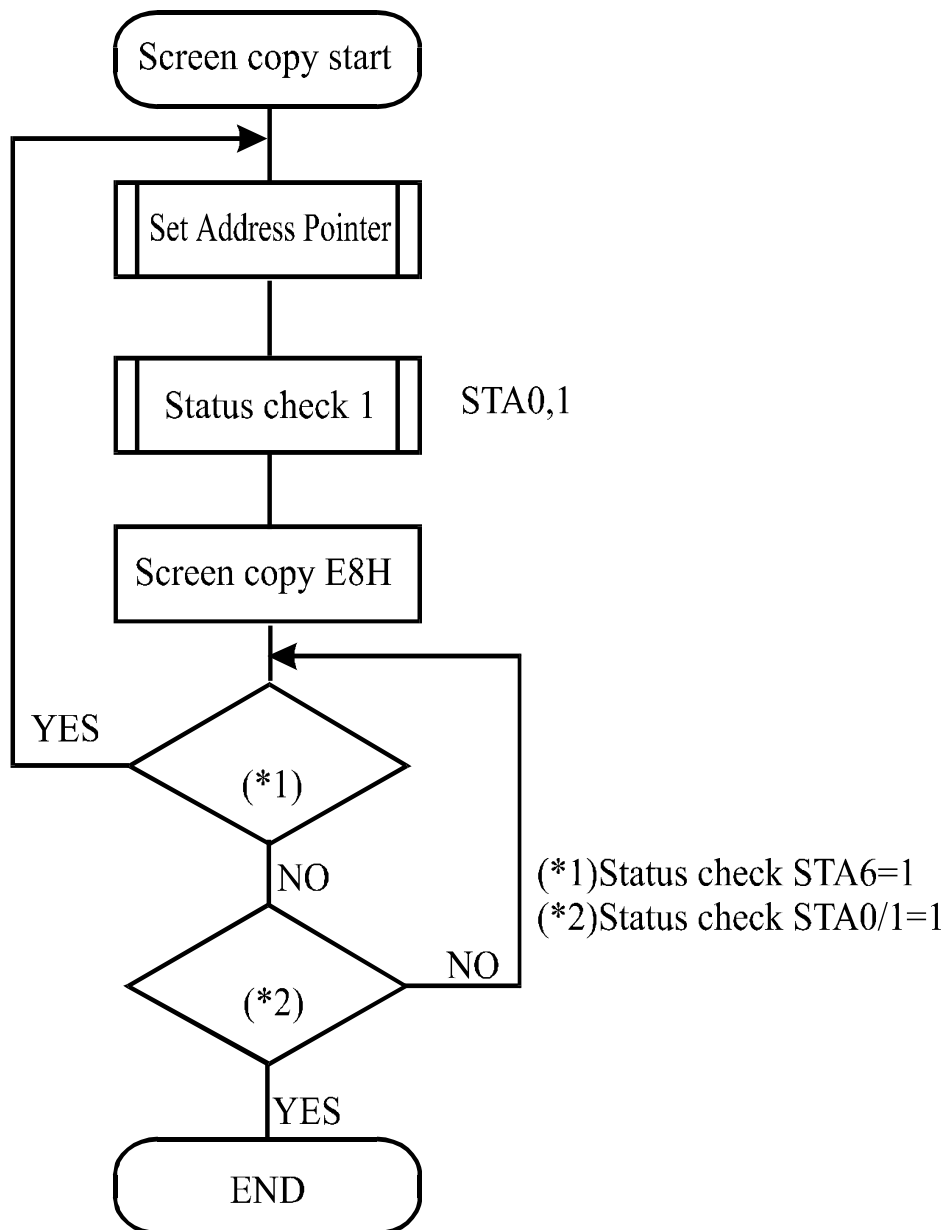 Screen copy start
Set Address Pointer
Status check 1
STA0,1
Screen copy E8H
YES
(*1)
NO
(*1)Status check STA6=1
(*2)Status check STA0/1=1
NO
(*2)
YES
END